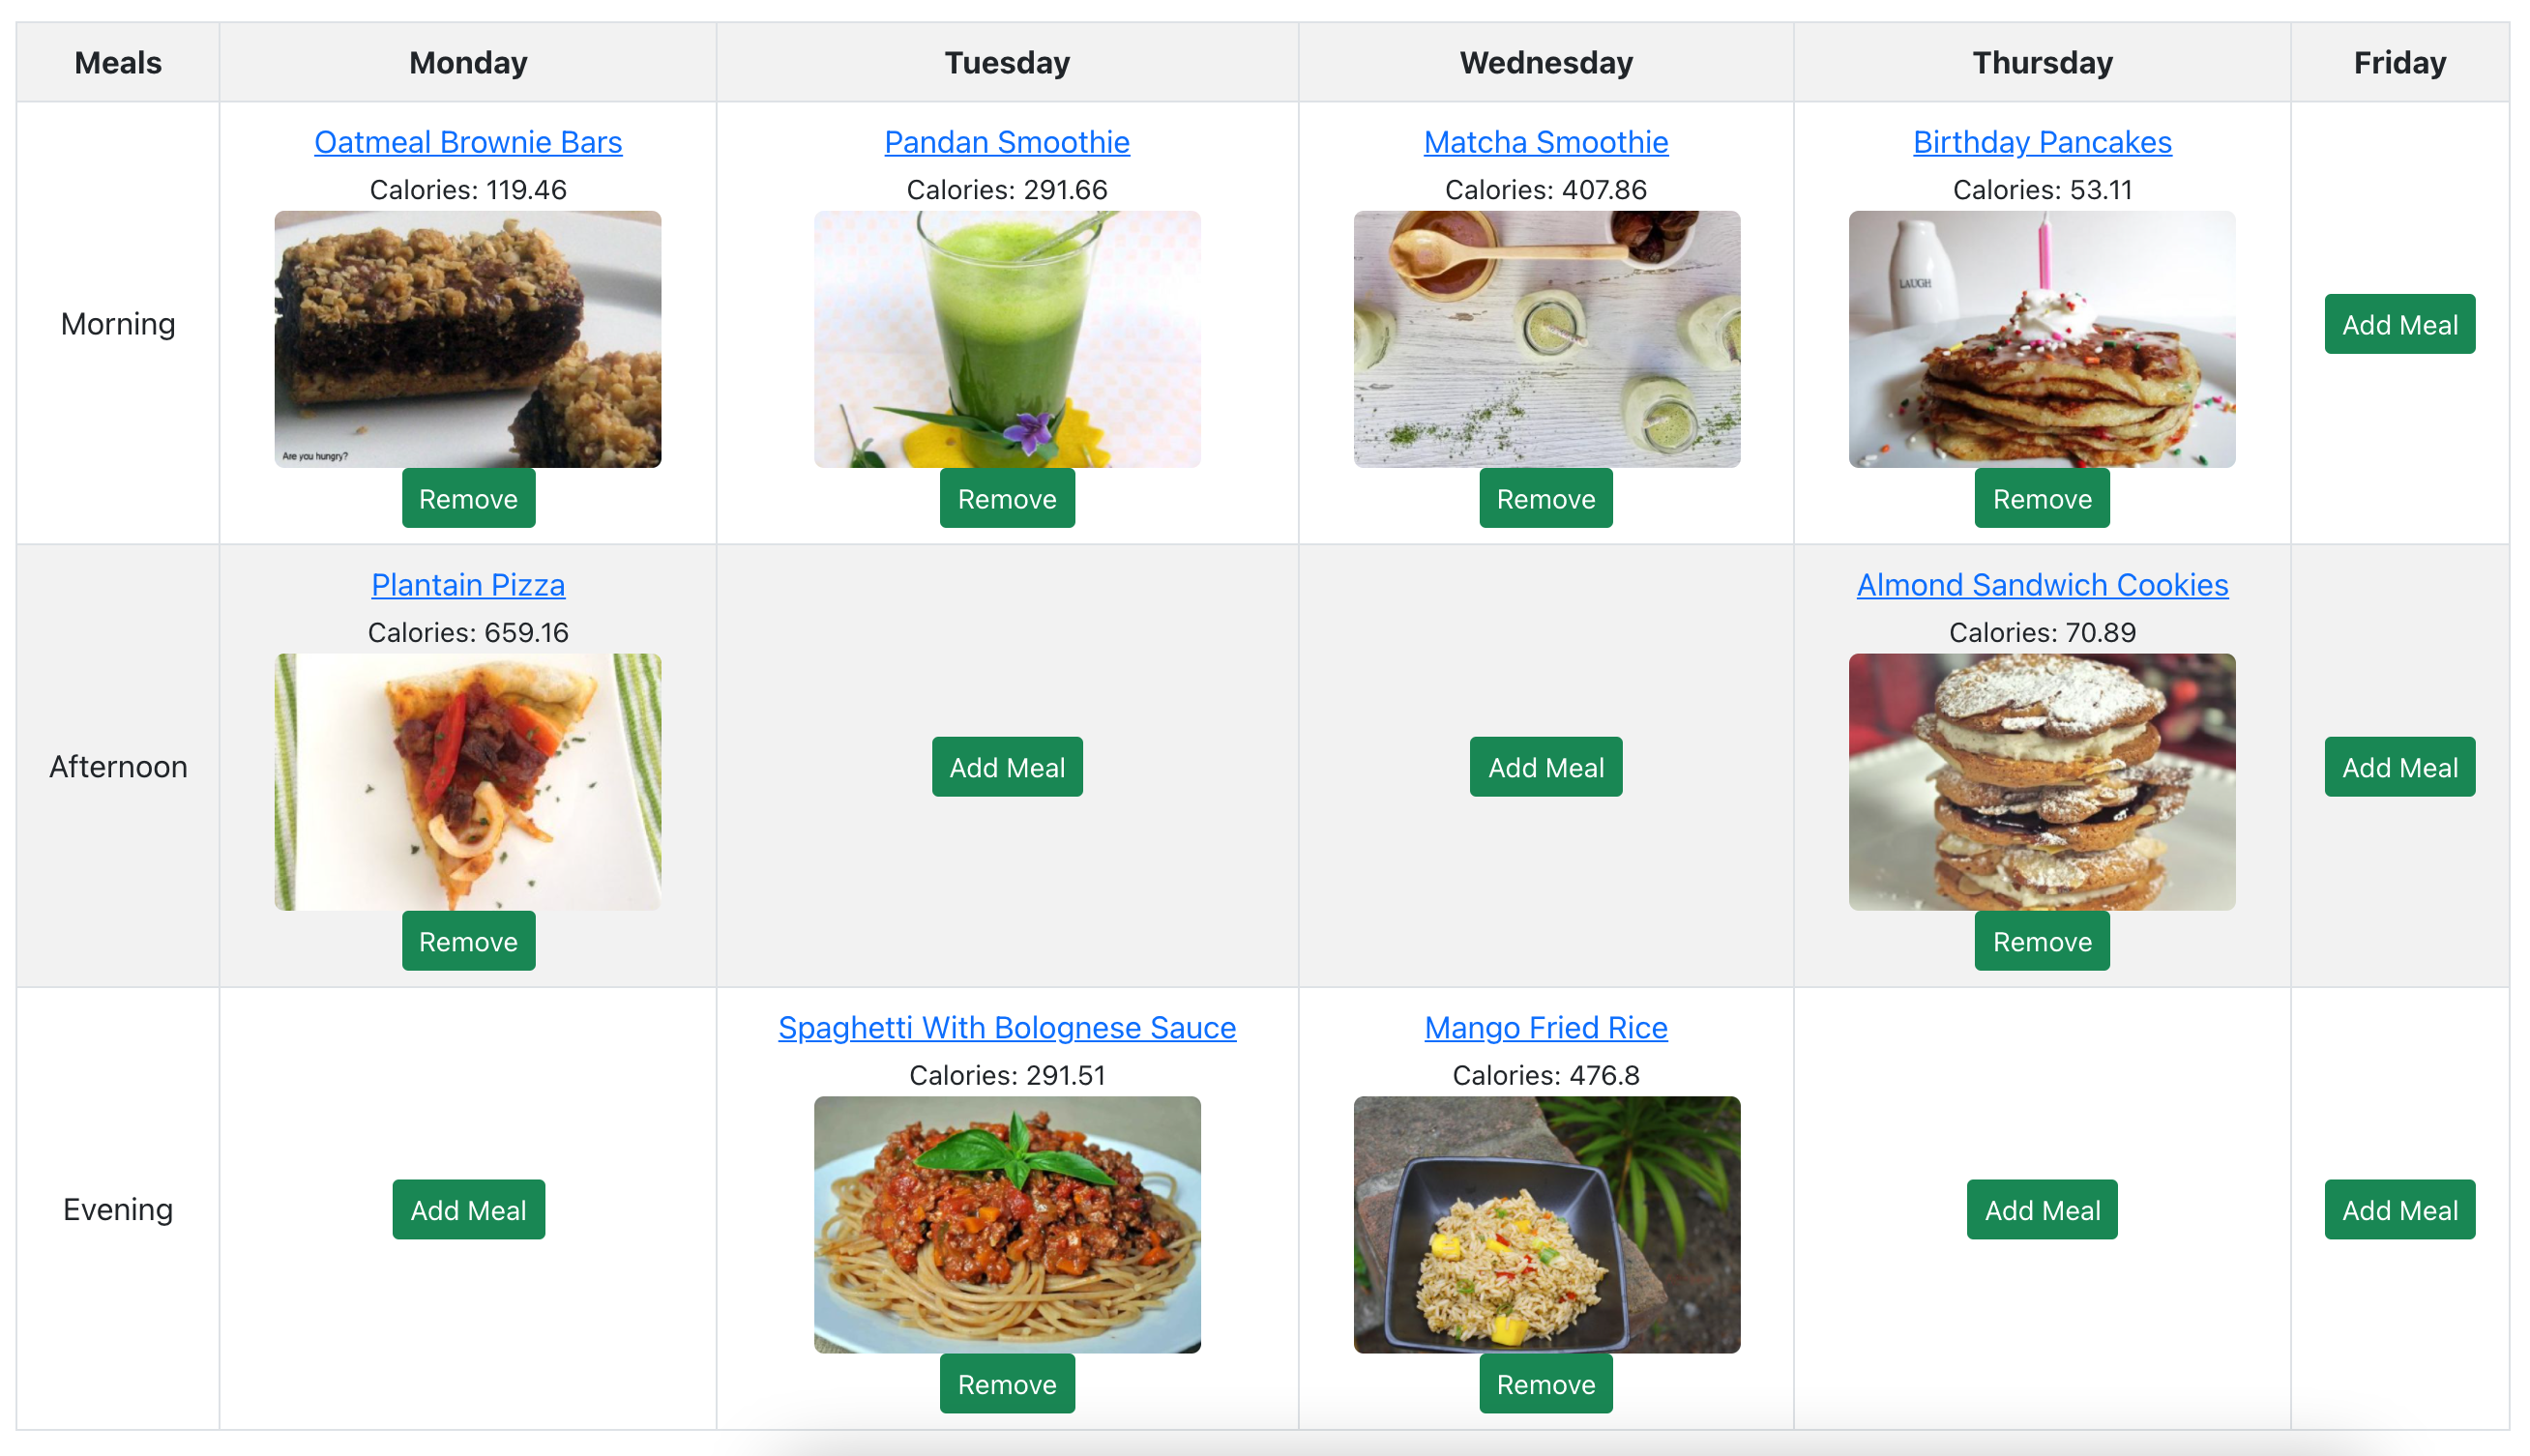 Meals Monday Tuesday Wednesday Thursday Friday
Morning
Oatmeal Brownie Bars
Calories: 119.46
Are you hungry?
Remove
Pandan Smoothie
Calories: 291.66
Remove
Matcha Smoothie
Calories: 407.86
Remove
Birthday Pancakes
Calories: 53.11
LAUGH
Remove
Add Meal
Afternoon
Plantain Pizza
Calories: 659.16
Remove
Add Meal
Add Meal
Almond Sandwich Cookies
Calories: 70.89
Remove
Add Meal
Evening
Add Meal
Spaghetti With Bolognese Sauce
Calories: 291.51
Remove
Mango Fried Rice
Calories: 476.8
Remove
Add Meal
Add Meal